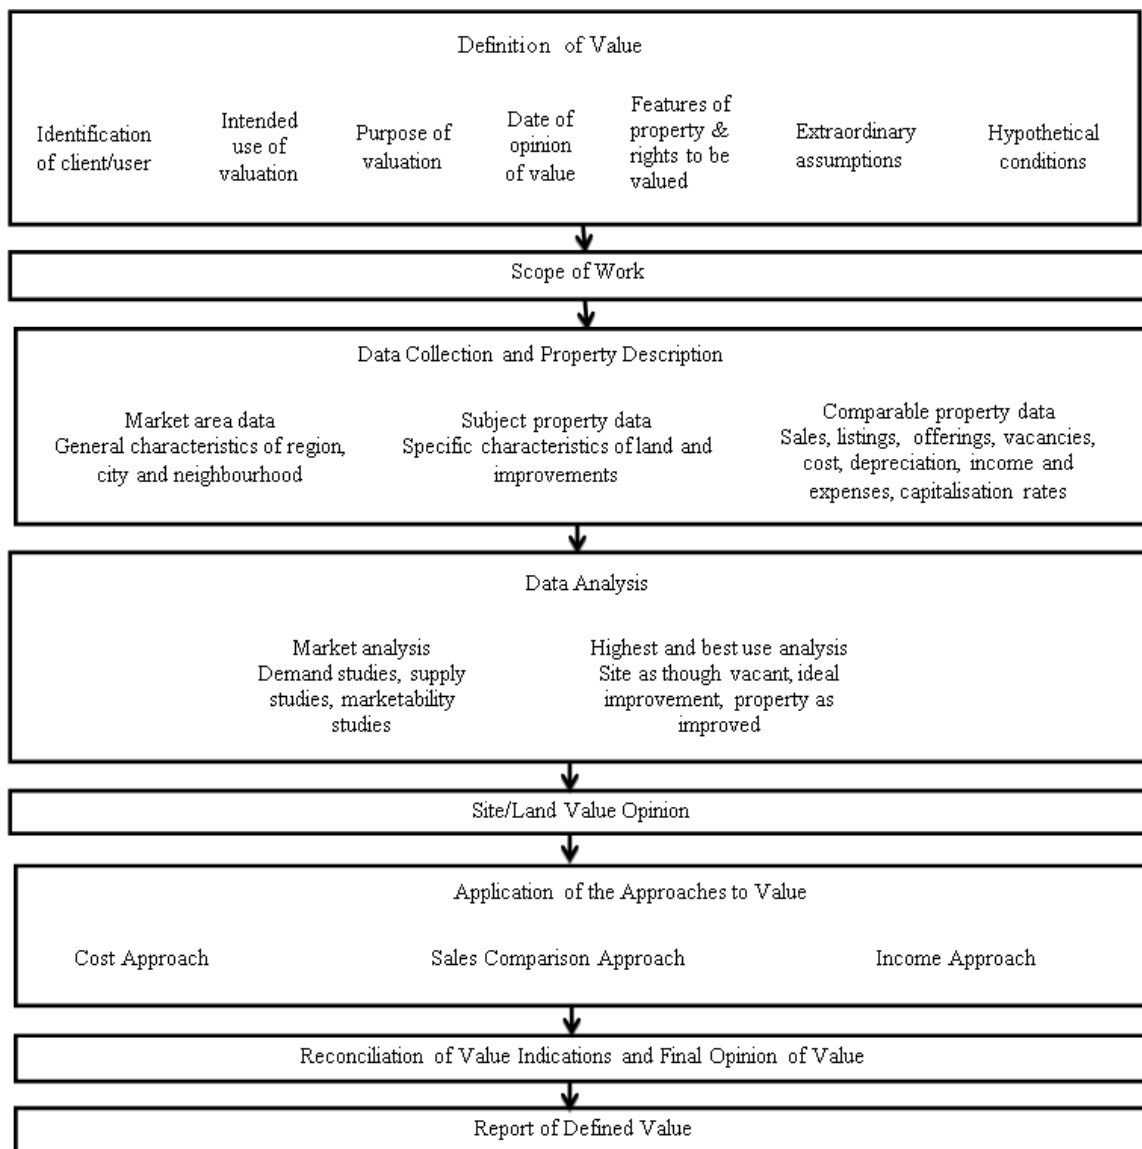 Definition of Value
Identification
of client/user
Intended
use of
valuation
Purpose of
valuation
Date of
opinion
of value
Features of
property &
rights to be
valued
Extraordinary
assumptions
Hypothetical
conditions
Scope of Work
Data Collection and Property Description
Market area data
General characteristics of region,
city and neighbourhood
Subject property data
Specific characteristics of land and
improvements
Comparable property data
Sales, listings, offerings, vacancies,
cost, depreciation, income and
expenses, capitalisation rates
Data Analysis
Market analysis
Demand studies, supply
studies, marketability
studies
Highest and best use analysis
Site as though vacant, ideal
improvement, property as
improved
Site/Land Value Opinion
Application of the Approaches to Value
Cost Approach
Sales Comparison Approach
Income Approach
Reconciliation of Value Indications and Final Opinion of Value
Report of Defined Value